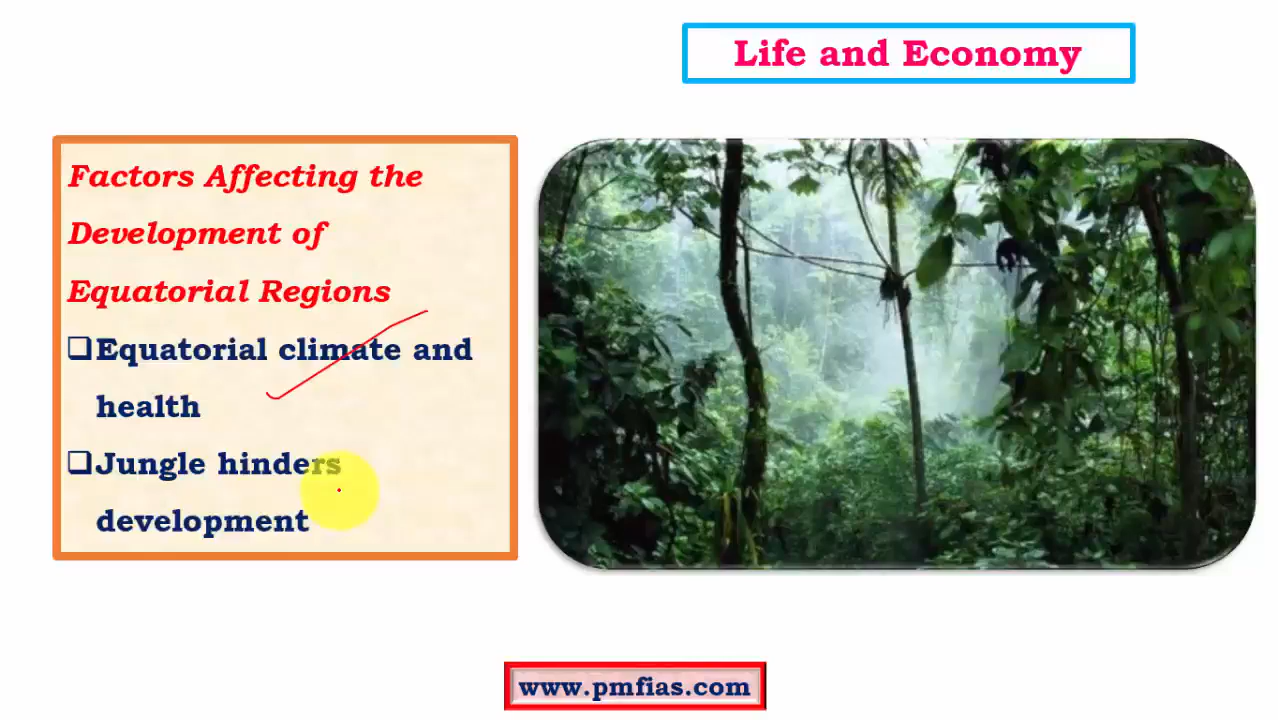 Life and Economy
Factors Affecting the
Development of
Equatorial Regions
Equatorial climate and
health
Jungle hinders
development
www.pmfias.com